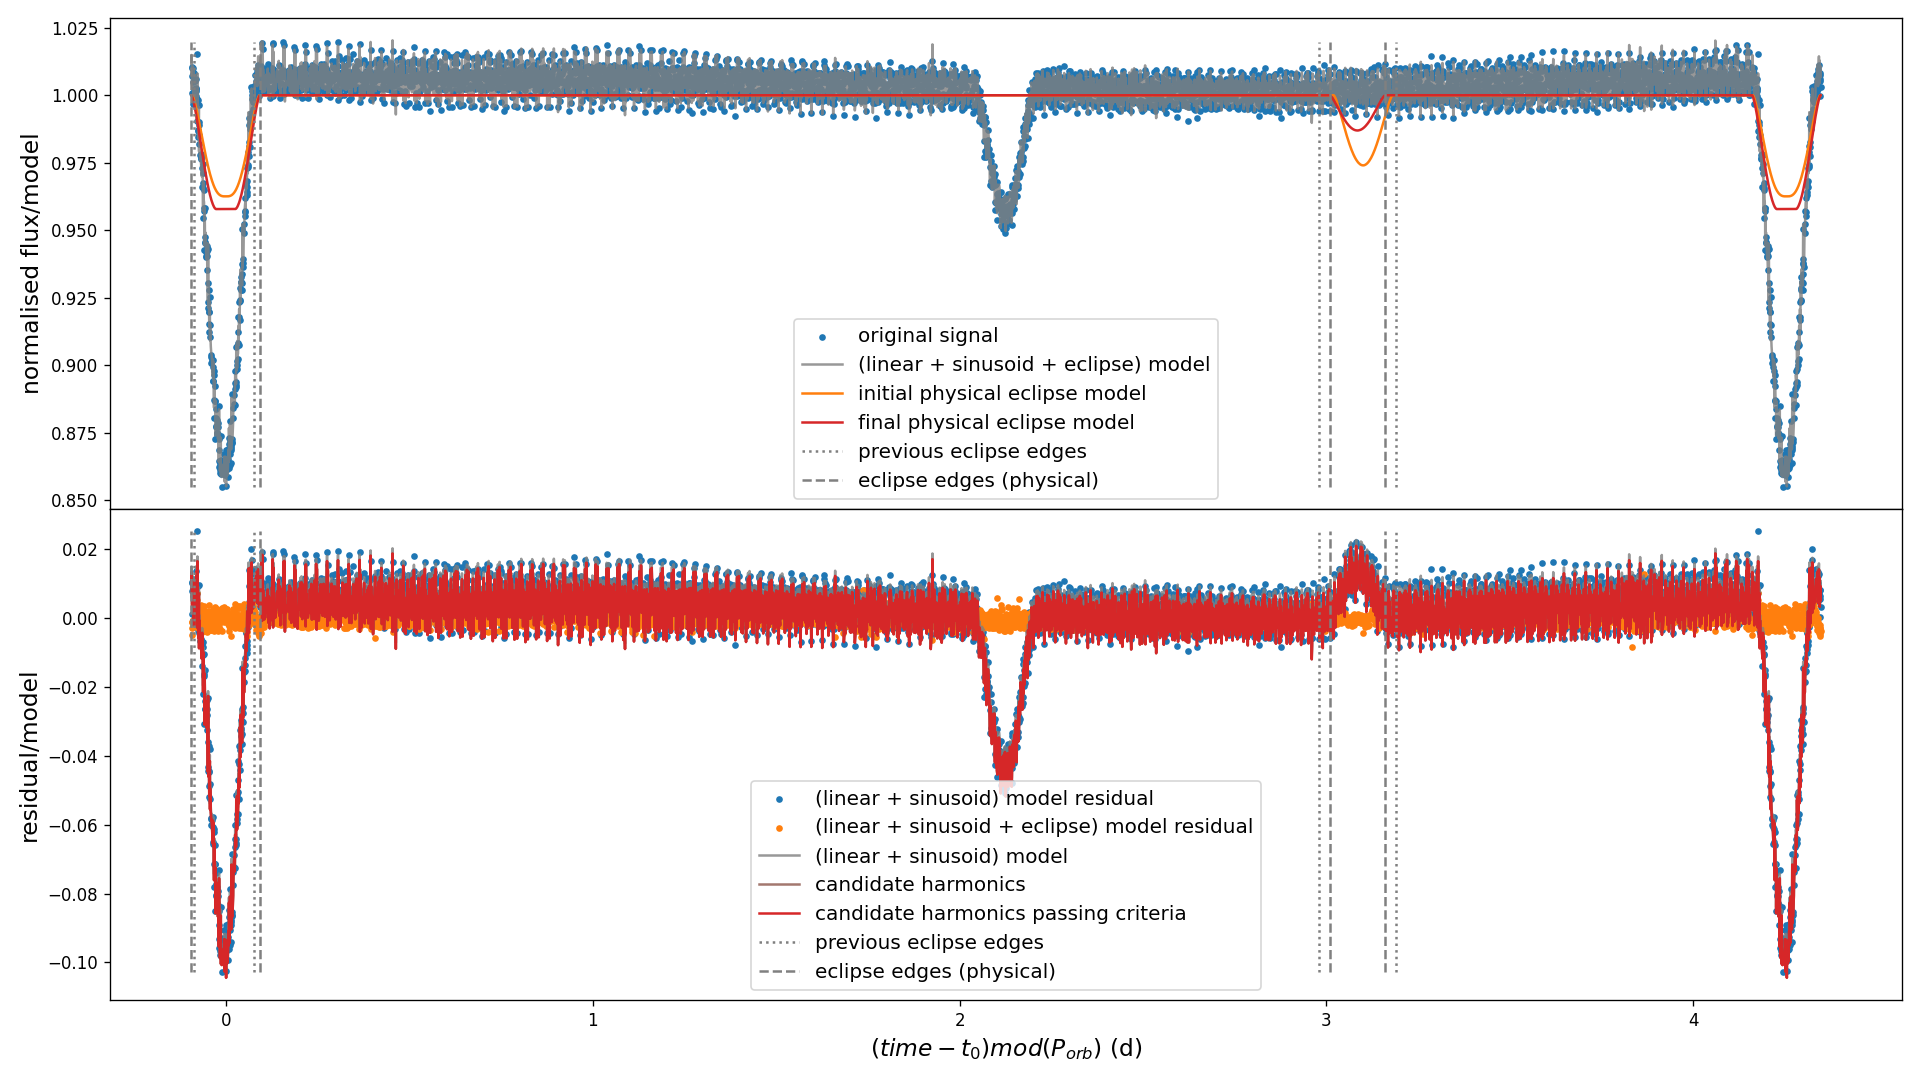 1.025
1.000
0.975
0.950
0.925
0.900
0.875
0.850
normalised flux/model
original signal
(linear + sinusoid + eclipse) model
initial physical eclipse model
final physical eclipse model
previous eclipse edges
eclipse edges (physical)
0.02
0.00
−0.02
−0.04
−0.06
−0.08
−0.10
residual/model
(linear + sinusoid) model residual
(linear + sinusoid + eclipse) model residual
(linear + sinusoid) model
candidate harmonics
candidate harmonics passing criteria
previous eclipse edges
eclipse edges (physical)
0 1 2 3 4
(time − t₀)mod(P_orb) (d)